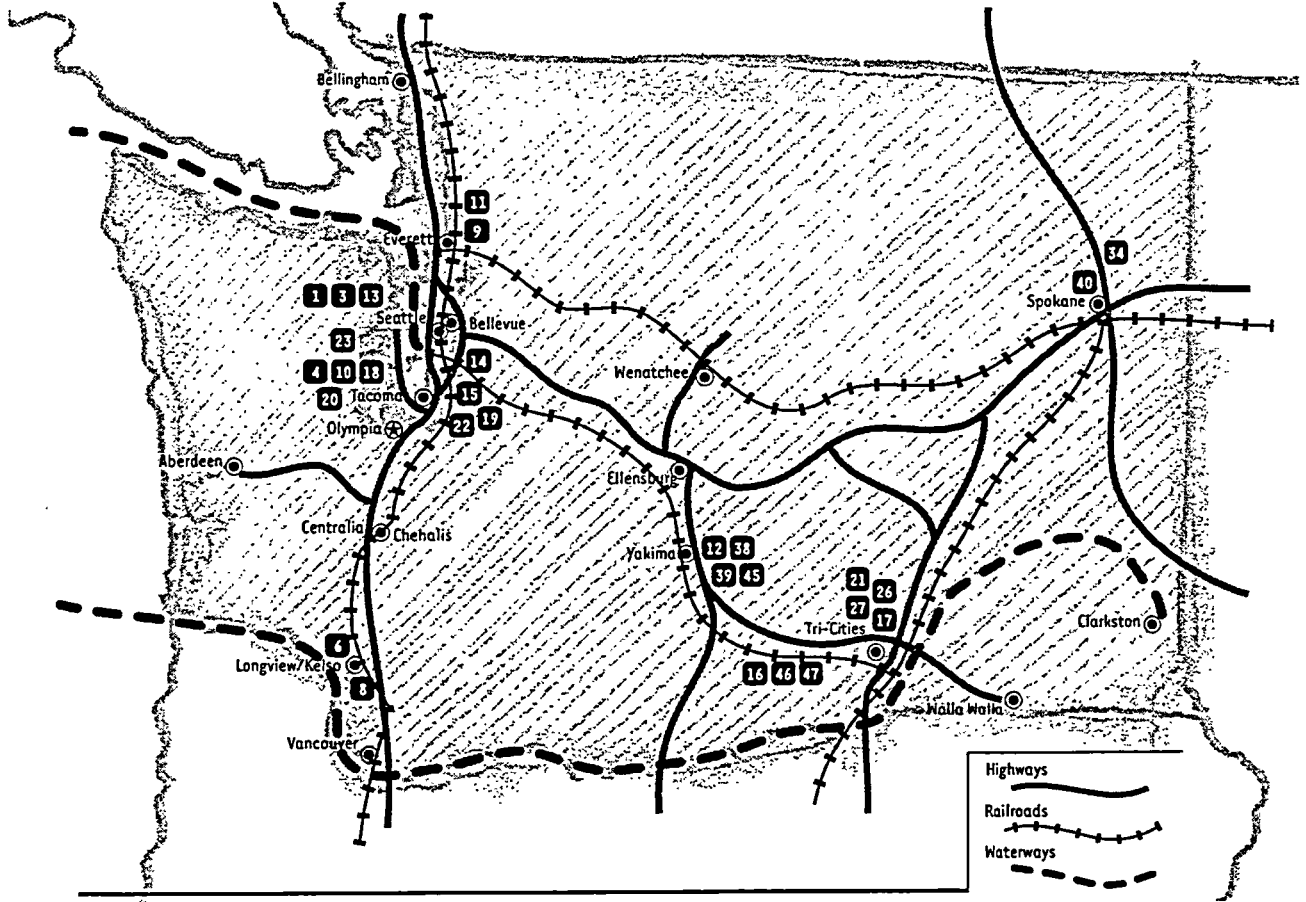 Bellingham
11
Everett
9
34
40
Spokane
1 3 13
Seattle
Bellevue
23
14
Wenatchee
4 10 18
15
20
Tacoma
19
Olympia
22
Aberdeen
Ellensburg
Centralia
Chehalis
Yakima
12 38
39 45
21
26
27
17
Tri-Cities
Clarkston
6
Longview/Kelso
16 46 47
8
Walla Walla
Vancouver
Highways
Railroads
Waterways